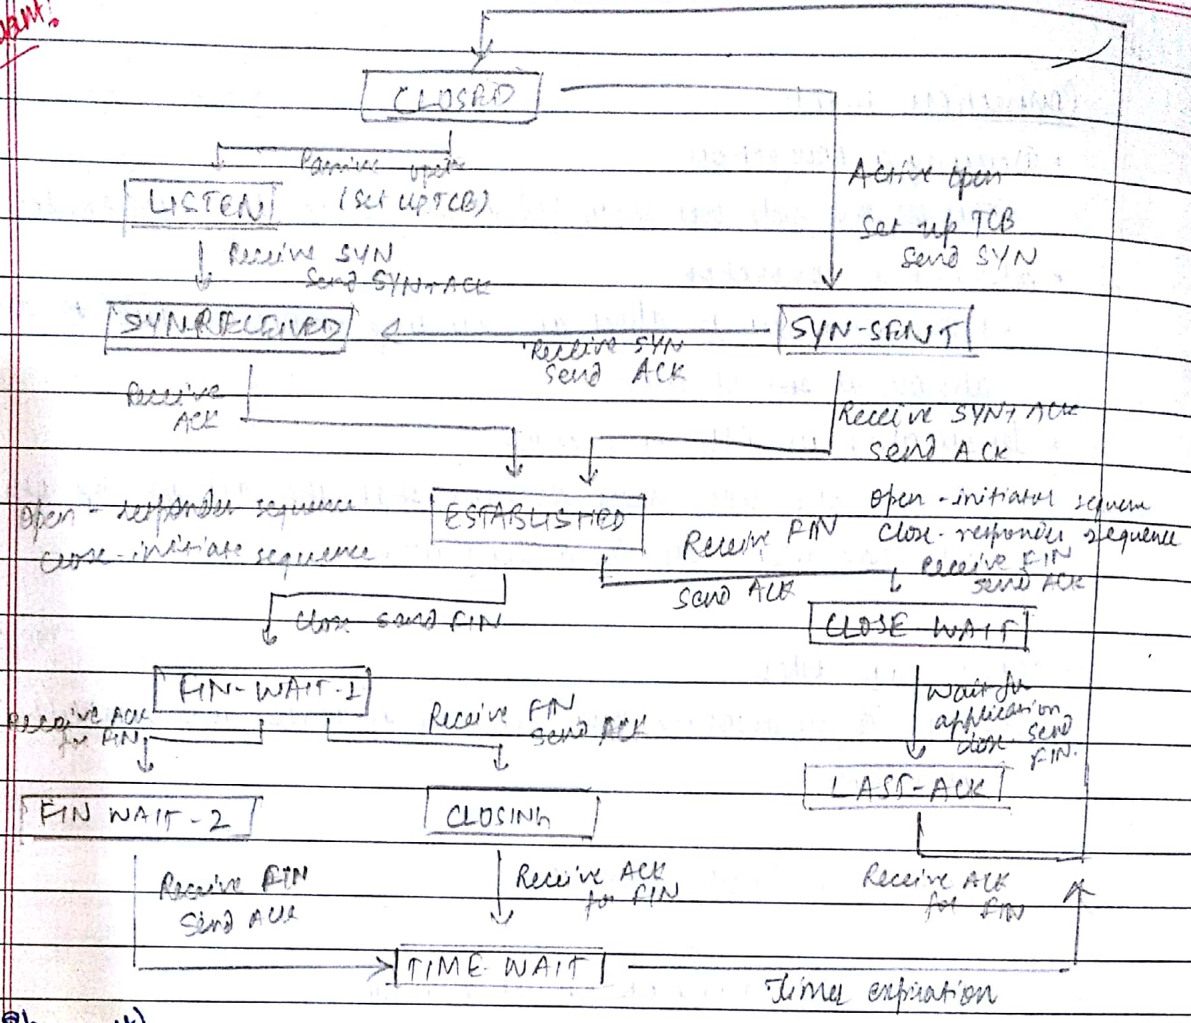 CLOSED
Passive open
(Set up TCB)
Active open
Set up TCB
Send SYN
LISTEN
Receive SYN
Send SYN+ACK
SYN-RECEIVED
SYN-SENT
Receive SYN
Send ACK
Receive
ACK
Receive SYN+ ACK
Send ACK
Open - responder sequence
Close-initiate sequence
ESTABLISHED
Open - initiator sequence
Close- responder sequence
Receive FIN
Send ACK
Receive FIN
Send ACK
Close send FIN
CLOSE WAIT
FIN-WAIT-1
Receive ACK
for FIN
Receive FIN
Send ACK
Wait for
application
close send
FIN.
FIN WAIT-2
CLOSING
LAST-ACK
Receive FIN
Send ACK
Receive ACK
for FIN
Receive ACK
for FIN
TIME-WAIT
Timer expiration